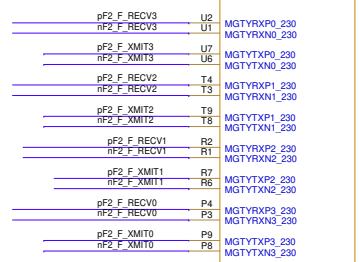 pF2_F_RECV3 U2 MGTYRXP0_230
nF2_F_RECV3 U1 MGTYRXN0_230
pF2_F_XMIT3 U7 MGTYTXP0_230
nF2_F_XMIT3 U6 MGTYTXN0_230
pF2_F_RECV2 T4 MGTYRXP1_230
nF2_F_RECV2 T3 MGTYRXN1_230
pF2_F_XMIT2 T9 MGTYTXP1_230
nF2_F_XMIT2 T8 MGTYTXN1_230
pF2_F_RECV1 R2 MGTYRXP2_230
nF2_F_RECV1 R1 MGTYRXN2_230
pF2_F_XMIT1 R7 MGTYTXP2_230
nF2_F_XMIT1 R6 MGTYTXN2_230
pF2_F_RECV0 P4 MGTYRXP3_230
nF2_F_RECV0 P3 MGTYRXN3_230
pF2_F_XMIT0 P9 MGTYTXP3_230
nF2_F_XMIT0 P8 MGTYTXN3_230